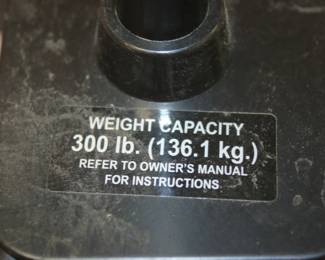 WEIGHT CAPACITY
300 lb. (136.1 kg.)
REFER TO OWNER'S MANUAL
FOR INSTRUCTIONS